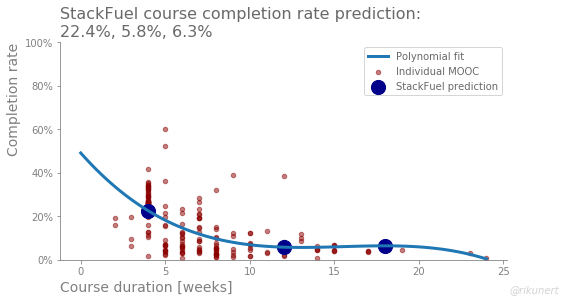 StackFuel course completion rate prediction:
22.4%, 5.8%, 6.3%
100%
80%
60%
40%
20%
0%
Completion rate
Polynomial fit
Individual MOOC
StackFuel prediction
0
5
10
15
20
25
Course duration [weeks]
@rikunert